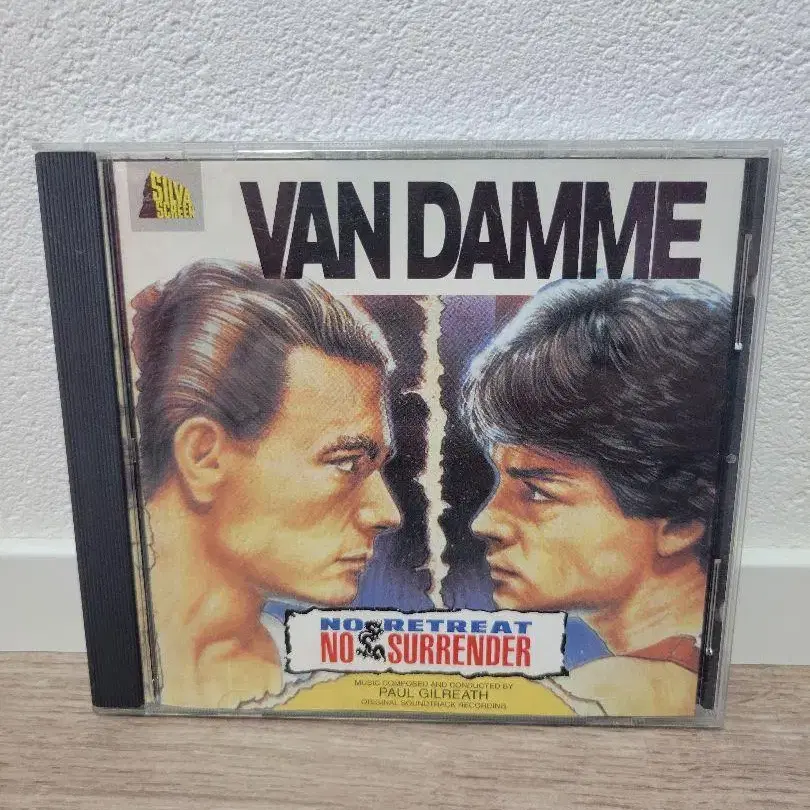 SILVA
SCREEN
VAN DAMME
NO RETREAT
NO SURRENDER
MUSIC COMPOSED AND CONDUCTED BY
PAUL GILREATH
ORIGINAL SOUNDTRACK RECORDING